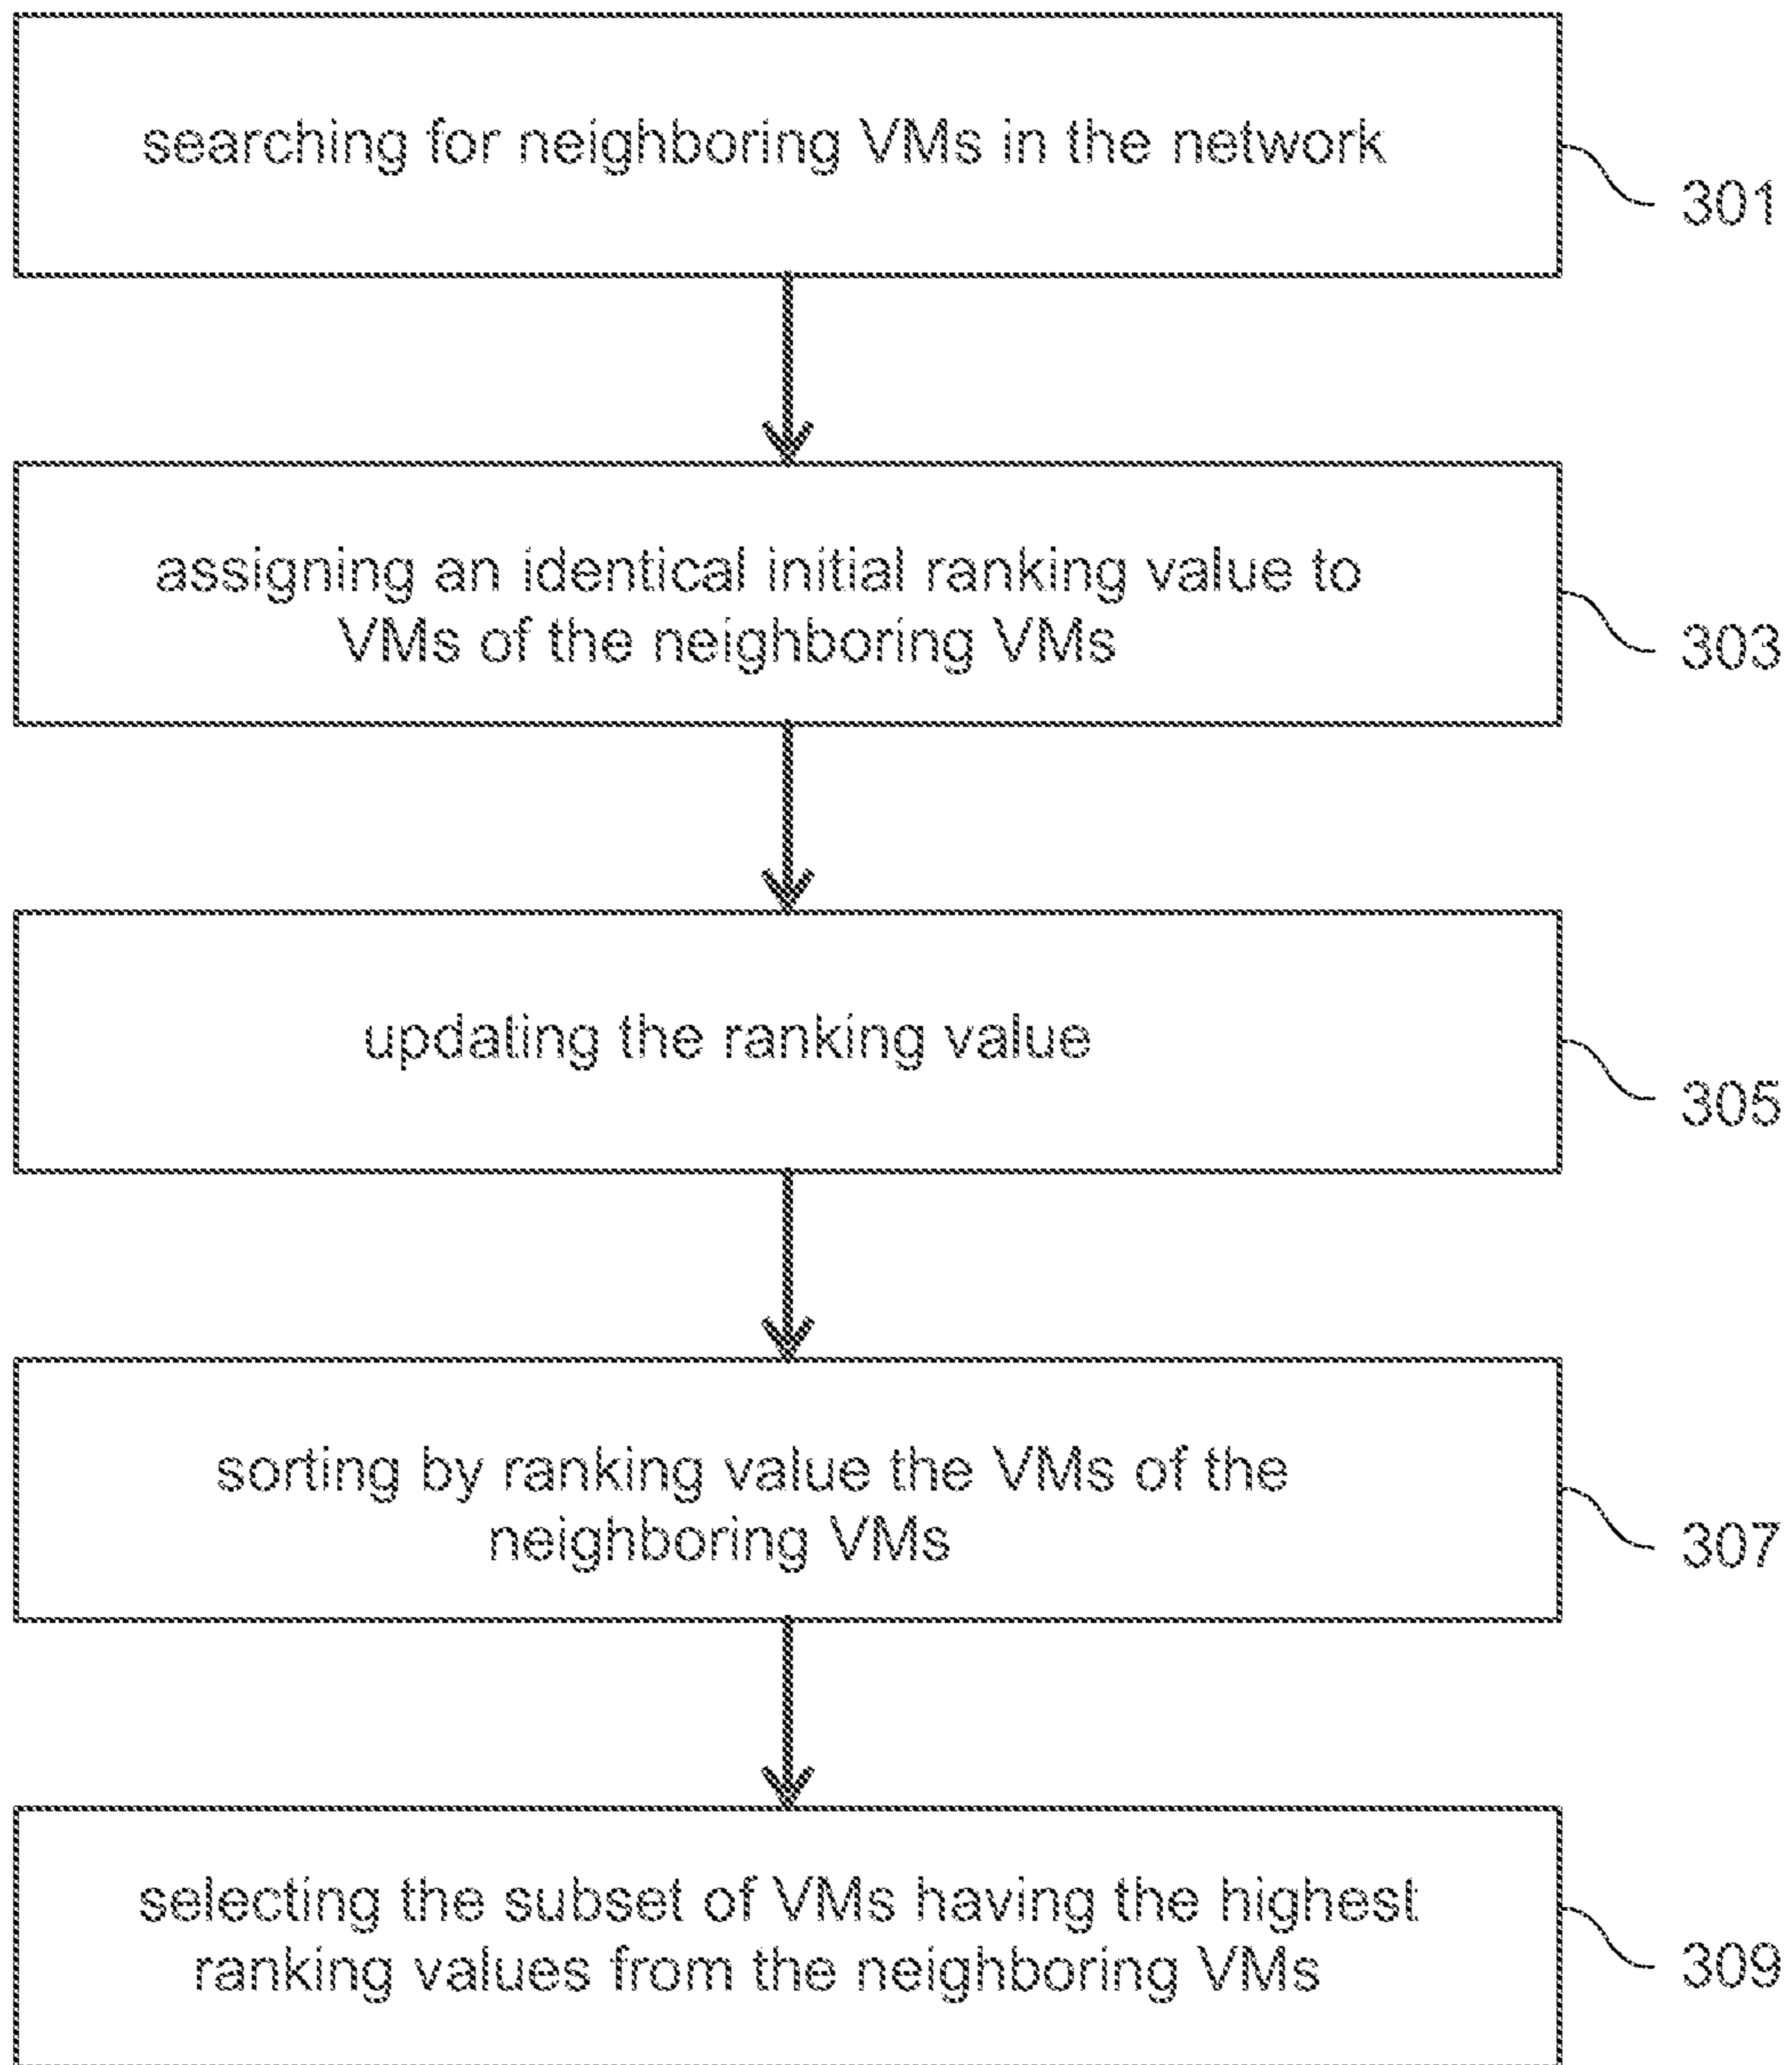 searching for neighboring VMs in the network
301
assigning an identical initial ranking value to
VMs of the neighboring VMs
303
updating the ranking value
305
sorting by ranking value the VMs of the
neighboring VMs
307
selecting the subset of VMs having the highest
ranking values from the neighboring VMs
309